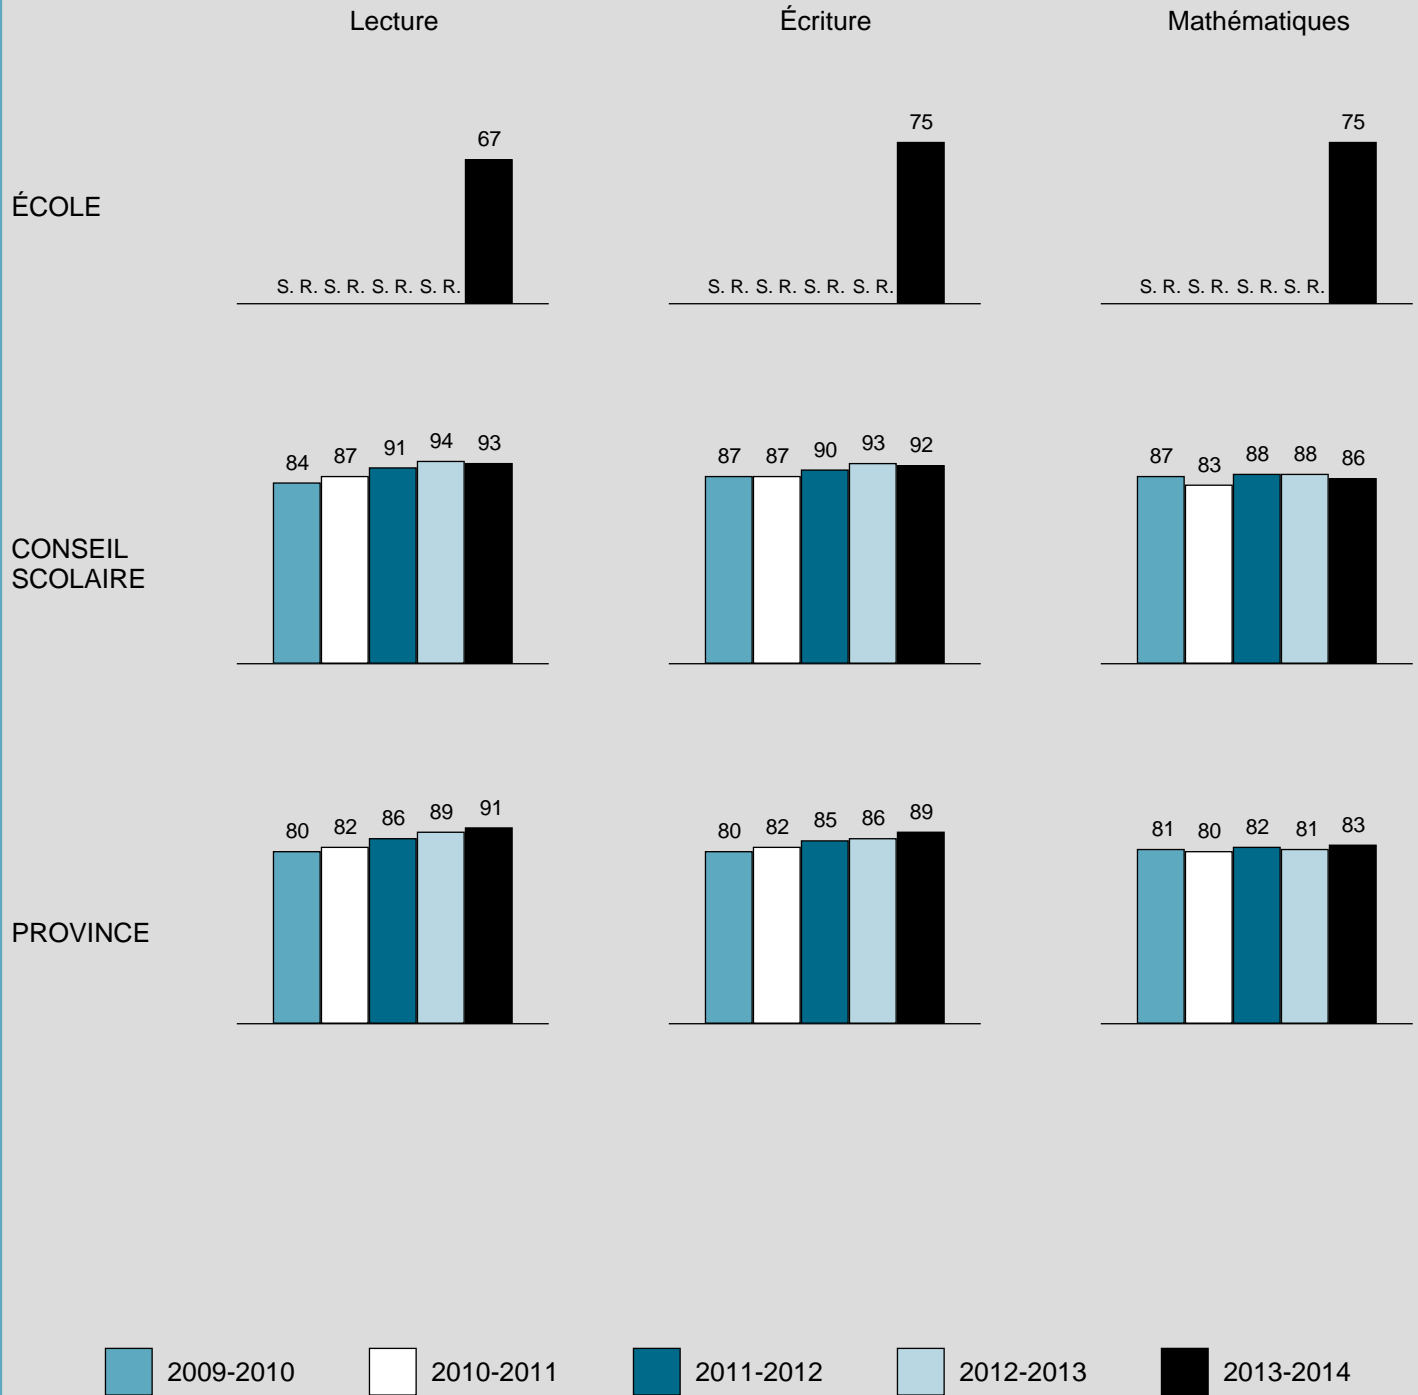 Lecture Écriture Mathématiques
ÉCOLE
67
S. R. S. R. S. R. S. R.
75
S. R. S. R. S. R. S. R.
75
S. R. S. R. S. R. S. R.
CONSEIL
SCOLAIRE
84 87 91 94 93
87 87 90 93 92
87 83 88 88 86
PROVINCE
80 82 86 89 91
80 82 85 86 89
81 80 82 81 83
2009-2010 2010-2011 2011-2012 2012-2013 2013-2014